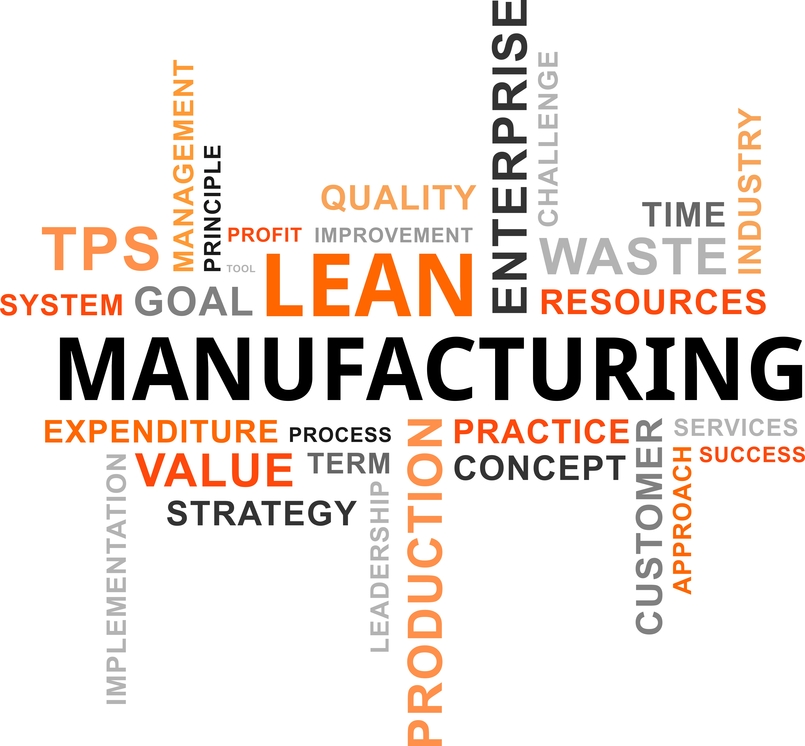 ENTERPRISE
CHALLENGE
MANAGEMENT
PRINCIPLE
INDUSTRY
QUALITY
TIME
TPS
PROFIT
IMPROVEMENT
WASTE
TOOL
SYSTEM
GOAL
LEAN
RESOURCES
MANUFACTURING
EXPENDITURE
PROCESS
PRACTICE
SERVICES
VALUE
TERM
CONCEPT
SUCCESS
STRATEGY
IMPLEMENTATION
LEADERSHIP
PRODUCTION
CUSTOMER
APPROACH